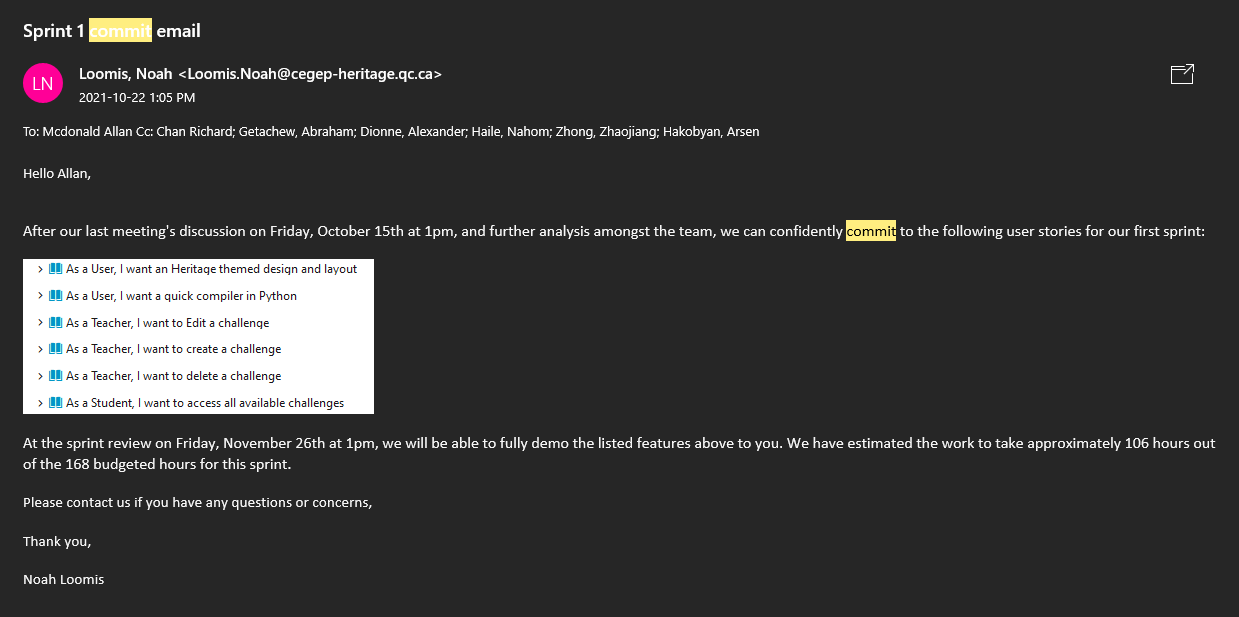 Sprint 1 commit email
LN
Loomis, Noah <Loomis.Noah@cegep-heritage.qc.ca>
2021-10-22 1:05 PM
To: Mcdonald Allan Cc: Chan Richard; Getachew, Abraham; Dionne, Alexander; Haile, Nahom; Zhong, Zhaojiang; Hakobyan, Arsen
Hello Allan,
After our last meeting's discussion on Friday, October 15th at 1pm, and further analysis amongst the team, we can confidently commit to the following user stories for our first sprint:
As a User, I want an Heritage themed design and layout
As a User, I want a quick compiler in Python
As a Teacher, I want to Edit a challenge
As a Teacher, I want to create a challenge
As a Teacher, I want to delete a challenge
As a Student, I want to access all available challenges
At the sprint review on Friday, November 26th at 1pm, we will be able to fully demo the listed features above to you. We have estimated the work to take approximately 106 hours out
of the 168 budgeted hours for this sprint.
Please contact us if you have any questions or concerns,
Thank you,
Noah Loomis